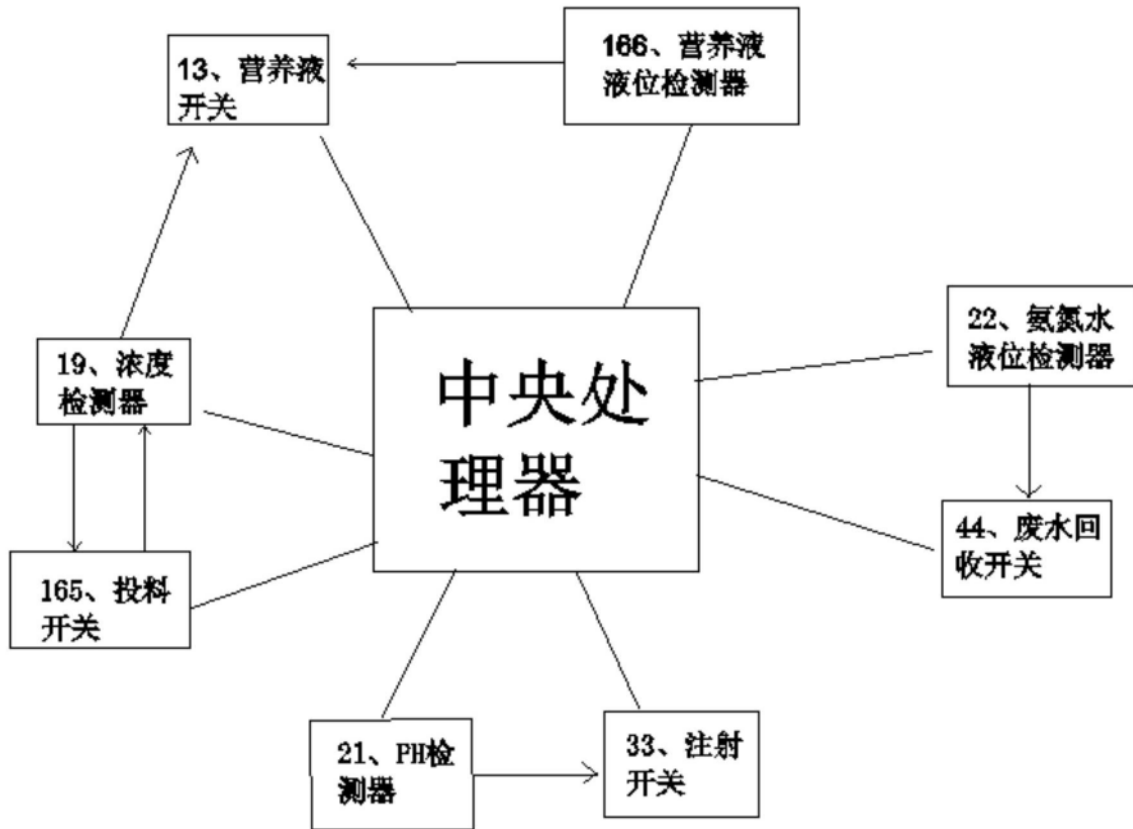 13、营养液
开关
166、营养液
液位检测器
22、氨氮水
液位检测器
19、浓度
检测器
中央处
理器
44、废水回
收开关
165、投料
开关
21、PH检
测器
33、注射
开关